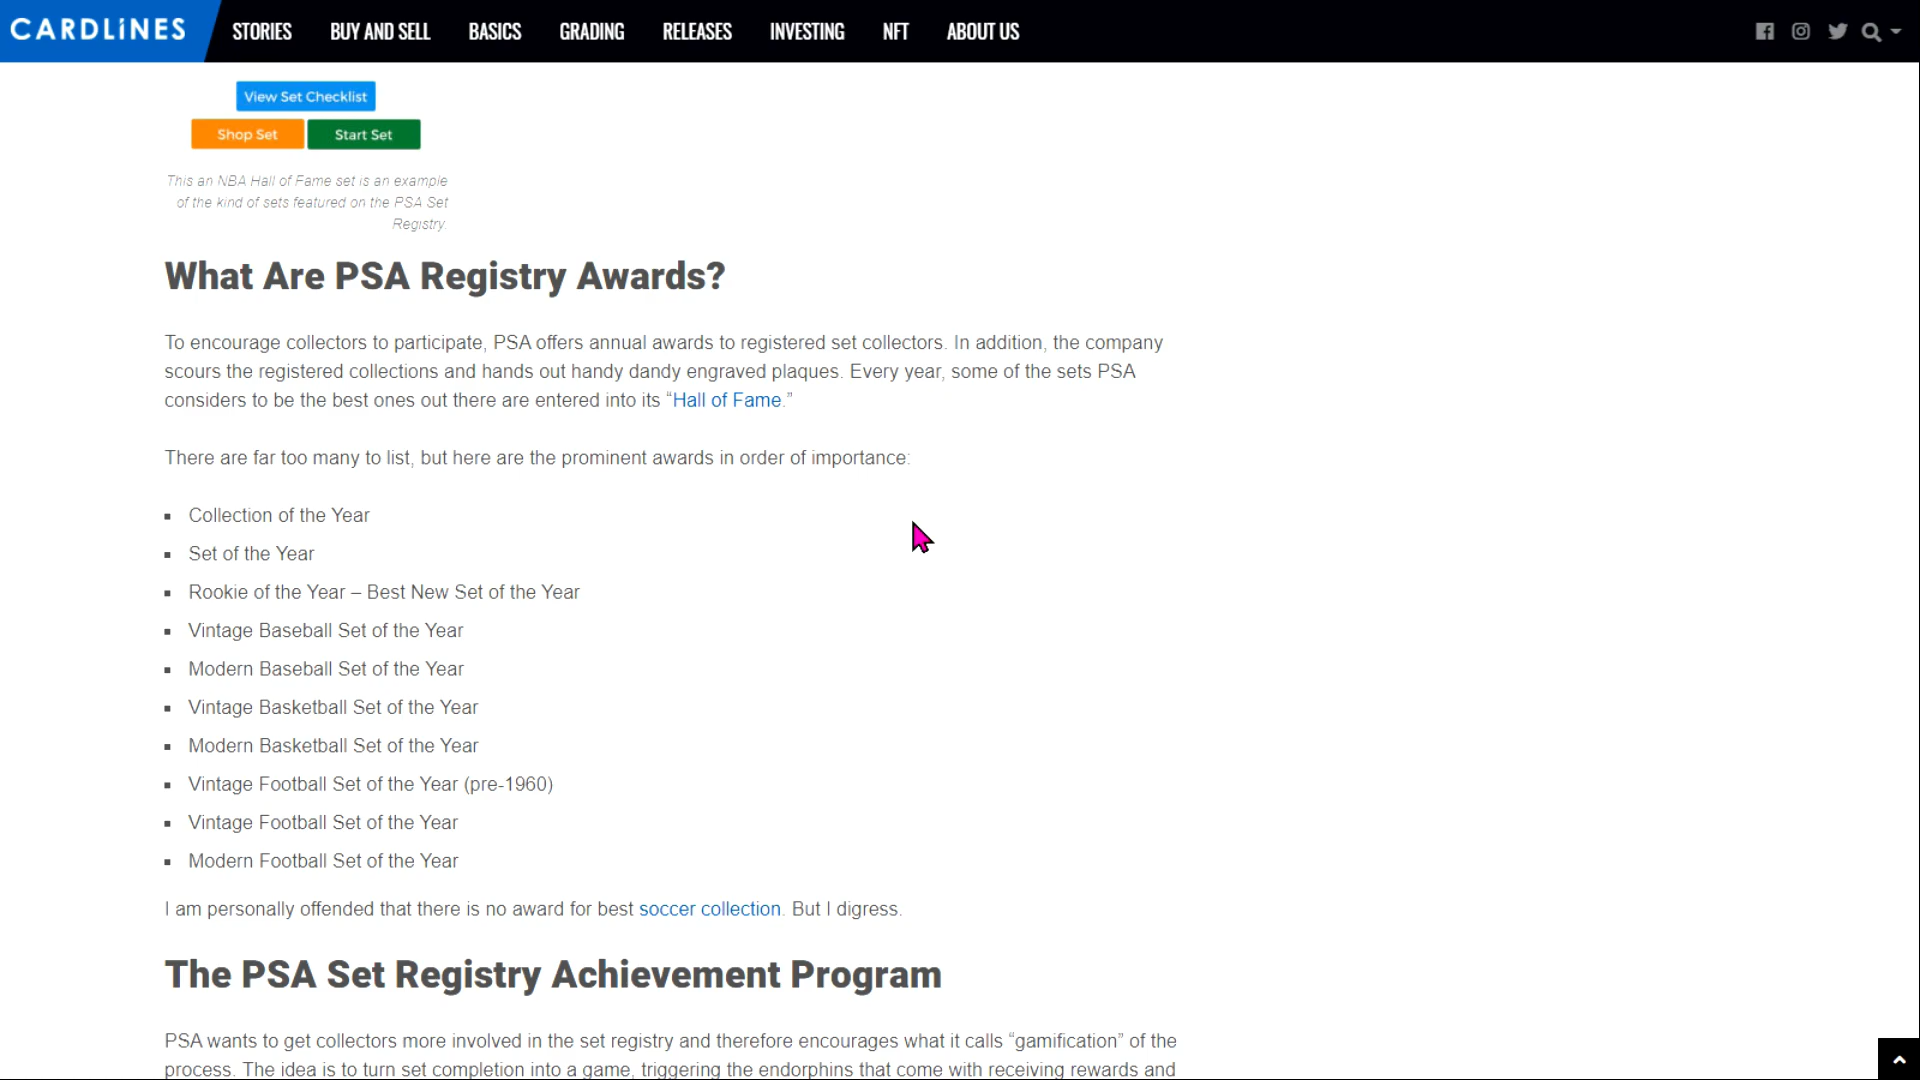 CARDLINES STORIES BUY AND SELL BASICS GRADING RELEASES INVESTING NFT ABOUT US
View Set Checklist
Shop Set Start Set
This an NBA Hall of Fame set is an example
of the kind of sets featured on the PSA Set
Registry.
What Are PSA Registry Awards?
To encourage collectors to participate, PSA offers annual awards to registered set collectors. In addition, the company
scours the registered collections and hands out handy dandy engraved plaques. Every year, some of the sets PSA
considers to be the best ones out there are entered into its “Hall of Fame.”
There are far too many to list, but here are the prominent awards in order of importance:
Collection of the Year
Set of the Year
Rookie of the Year – Best New Set of the Year
Vintage Baseball Set of the Year
Modern Baseball Set of the Year
Vintage Basketball Set of the Year
Modern Basketball Set of the Year
Vintage Football Set of the Year (pre-1960)
Vintage Football Set of the Year
Modern Football Set of the Year
I am personally offended that there is no award for best soccer collection. But I digress.
The PSA Set Registry Achievement Program
PSA wants to get collectors more involved in the set registry and therefore encourages what it calls “gamification” of the
process. The idea is to turn set completion into a game, triggering the endorphins that come with receiving rewards and